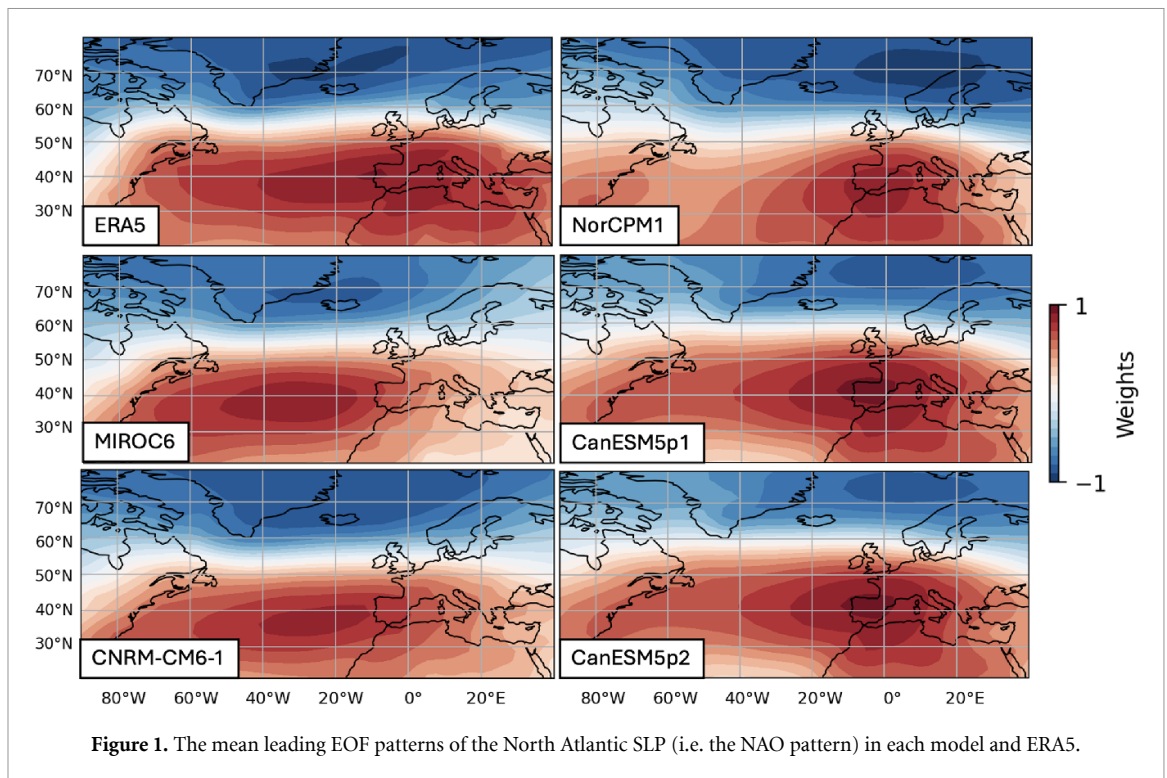 70°N
60°N
50°N
40°N
30°N
ERA5
NorCPM1
70°N
60°N
50°N
40°N
30°N
MIROC6
CanESM5p1
1
Weights
−1
70°N
60°N
50°N
40°N
30°N
CNRM-CM6-1
CanESM5p2
80°W 60°W 40°W 20°W 0°C 20°E 80°W 60°W 40°W 20°W 0° 20°E
Figure 1. The mean leading EOF patterns of the North Atlantic SLP (i.e. the NAO pattern) in each model and ERA5.